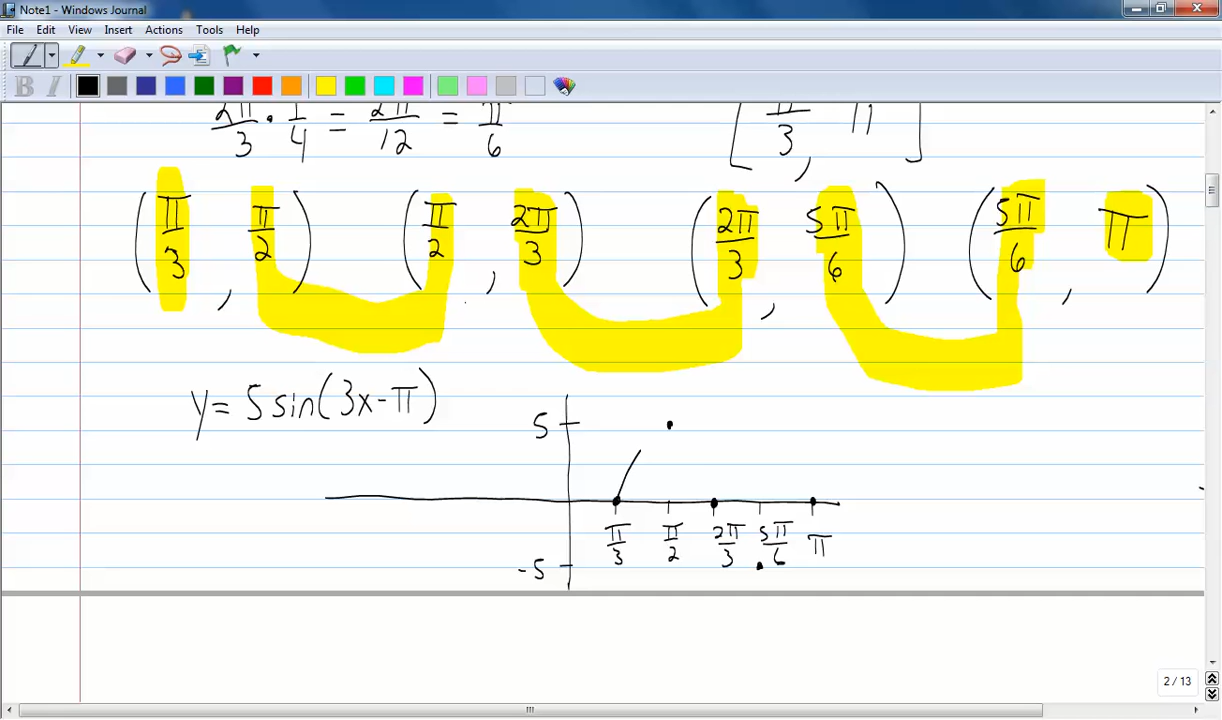 Note1 - Windows Journal
File Edit View Insert Actions Tools Help
B I
2π/3 · 1/4 = 2π/12 = π/6 [π/3, π]
(π/3, π/2) (π/2, 2π/3) (2π/3, 5π/6) (5π/6, π)
y = 5 sin(3x - π)
5
π/3 π/2 2π/3 5π/6 π
-5
2 / 13